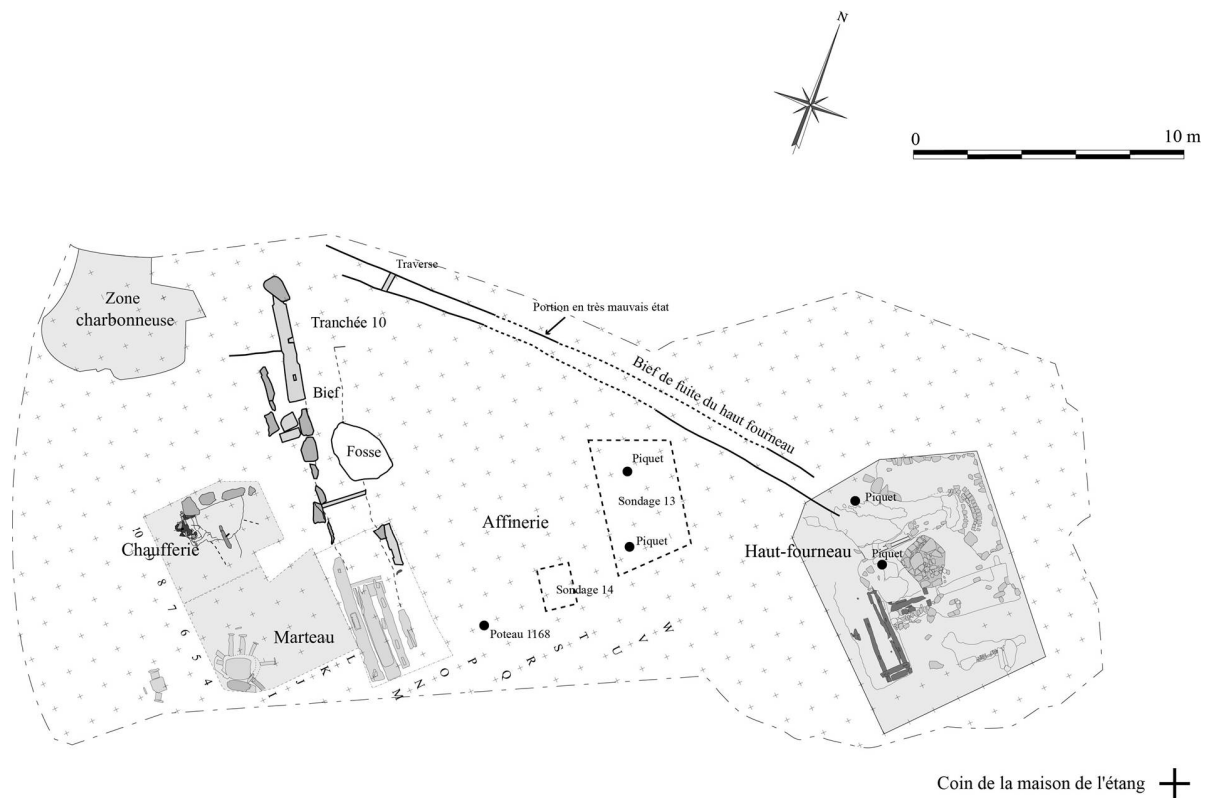 N
0
10 m
Traverse
Zone
charbonneuse
Portion en très mauvais état
Tranchée 10
Bief de fuite du haut fourneau
Bief
Fosse
Piquet
Sondage 13
Piquet
Affinerie
Piquet
Haut-fourneau
Piquet
Chaufferie
10
9
8
7
6
5
4
Sondage 14
Poteau 1168
Marteau
I
J
K
L
M
N
O
P
Q
R
S
T
U
V
W
Coin de la maison de l'étang